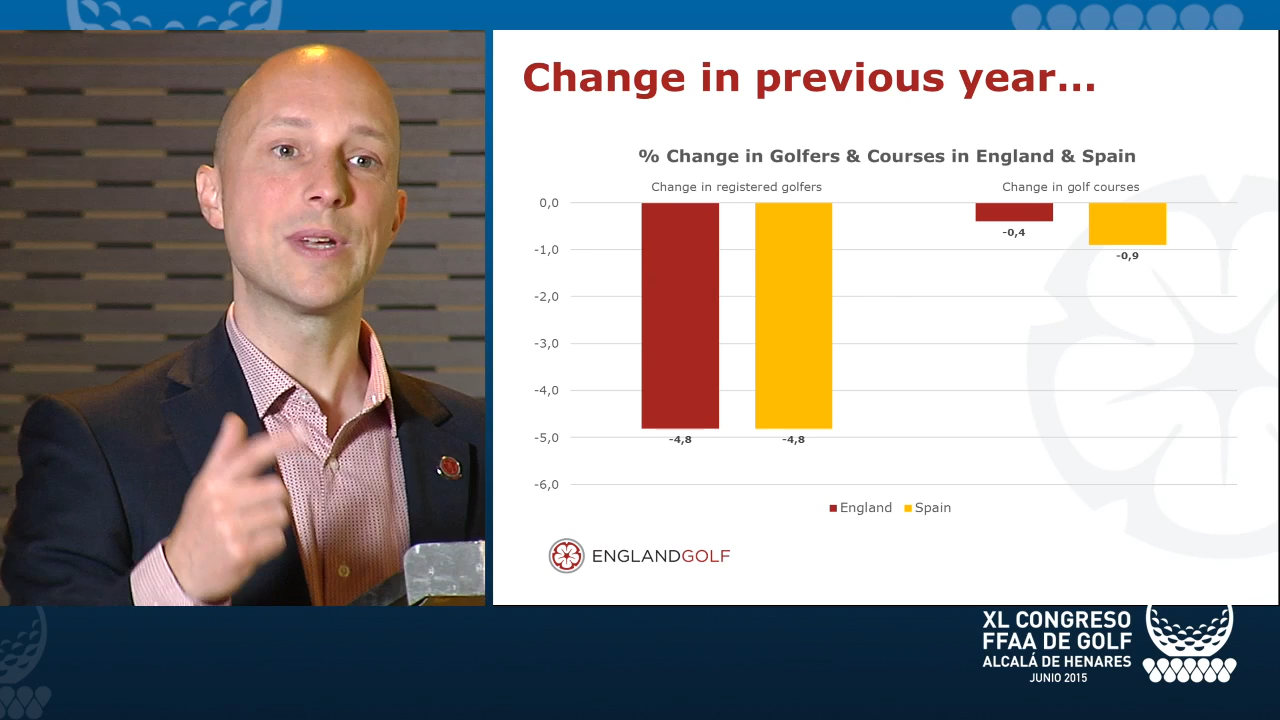 Change in previous year...
% Change in Golfers & Courses in England & Spain
Change in registered golfers
Change in golf courses
0,0
-1,0
-2,0
-3,0
-4,0
-5,0
-6,0
-4,8
-4,8
-0,4
-0,9
England
Spain
ENGLANDGOLF
XL CONGRESO
FFAA DE GOLF
ALCALÁ DE HENARES
JUNIO 2015